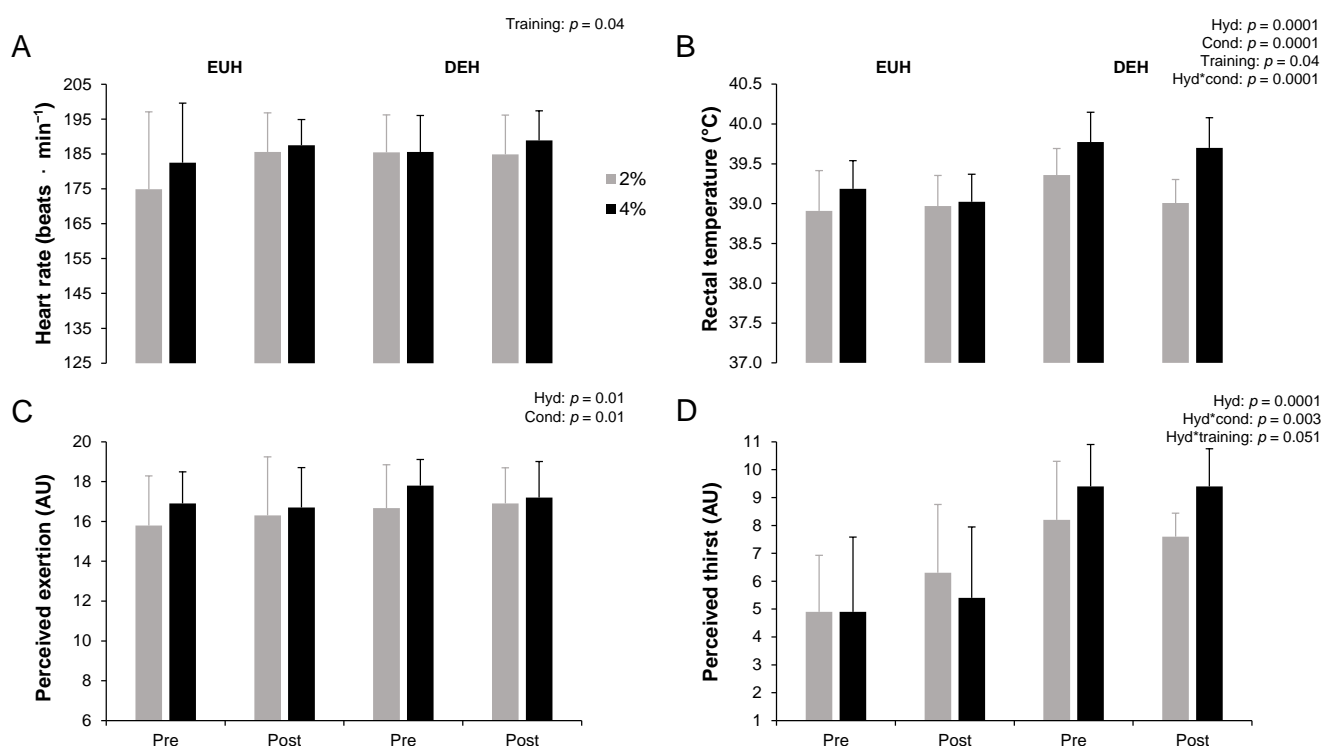 Training: p = 0.04
A
EUH
DEH
Heart rate (beats · min⁻¹)
205
195
185
175
165
155
145
135
125
2%
4%
Hyd: p = 0.0001
Cond: p = 0.0001
Training: p = 0.04
Hyd*cond: p = 0.0001
B
EUH
DEH
Rectal temperature (°C)
40.5
40.0
39.5
39.0
38.5
38.0
37.5
37.0
Hyd: p = 0.01
Cond: p = 0.01
C
Perceived exertion (AU)
20
18
16
14
12
10
8
6
Pre Post Pre Post
Hyd: p = 0.0001
Hyd*cond: p = 0.003
Hyd*training: p = 0.051
D
Perceived thirst (AU)
11
10
9
8
7
6
5
4
3
2
1
Pre Post Pre Post